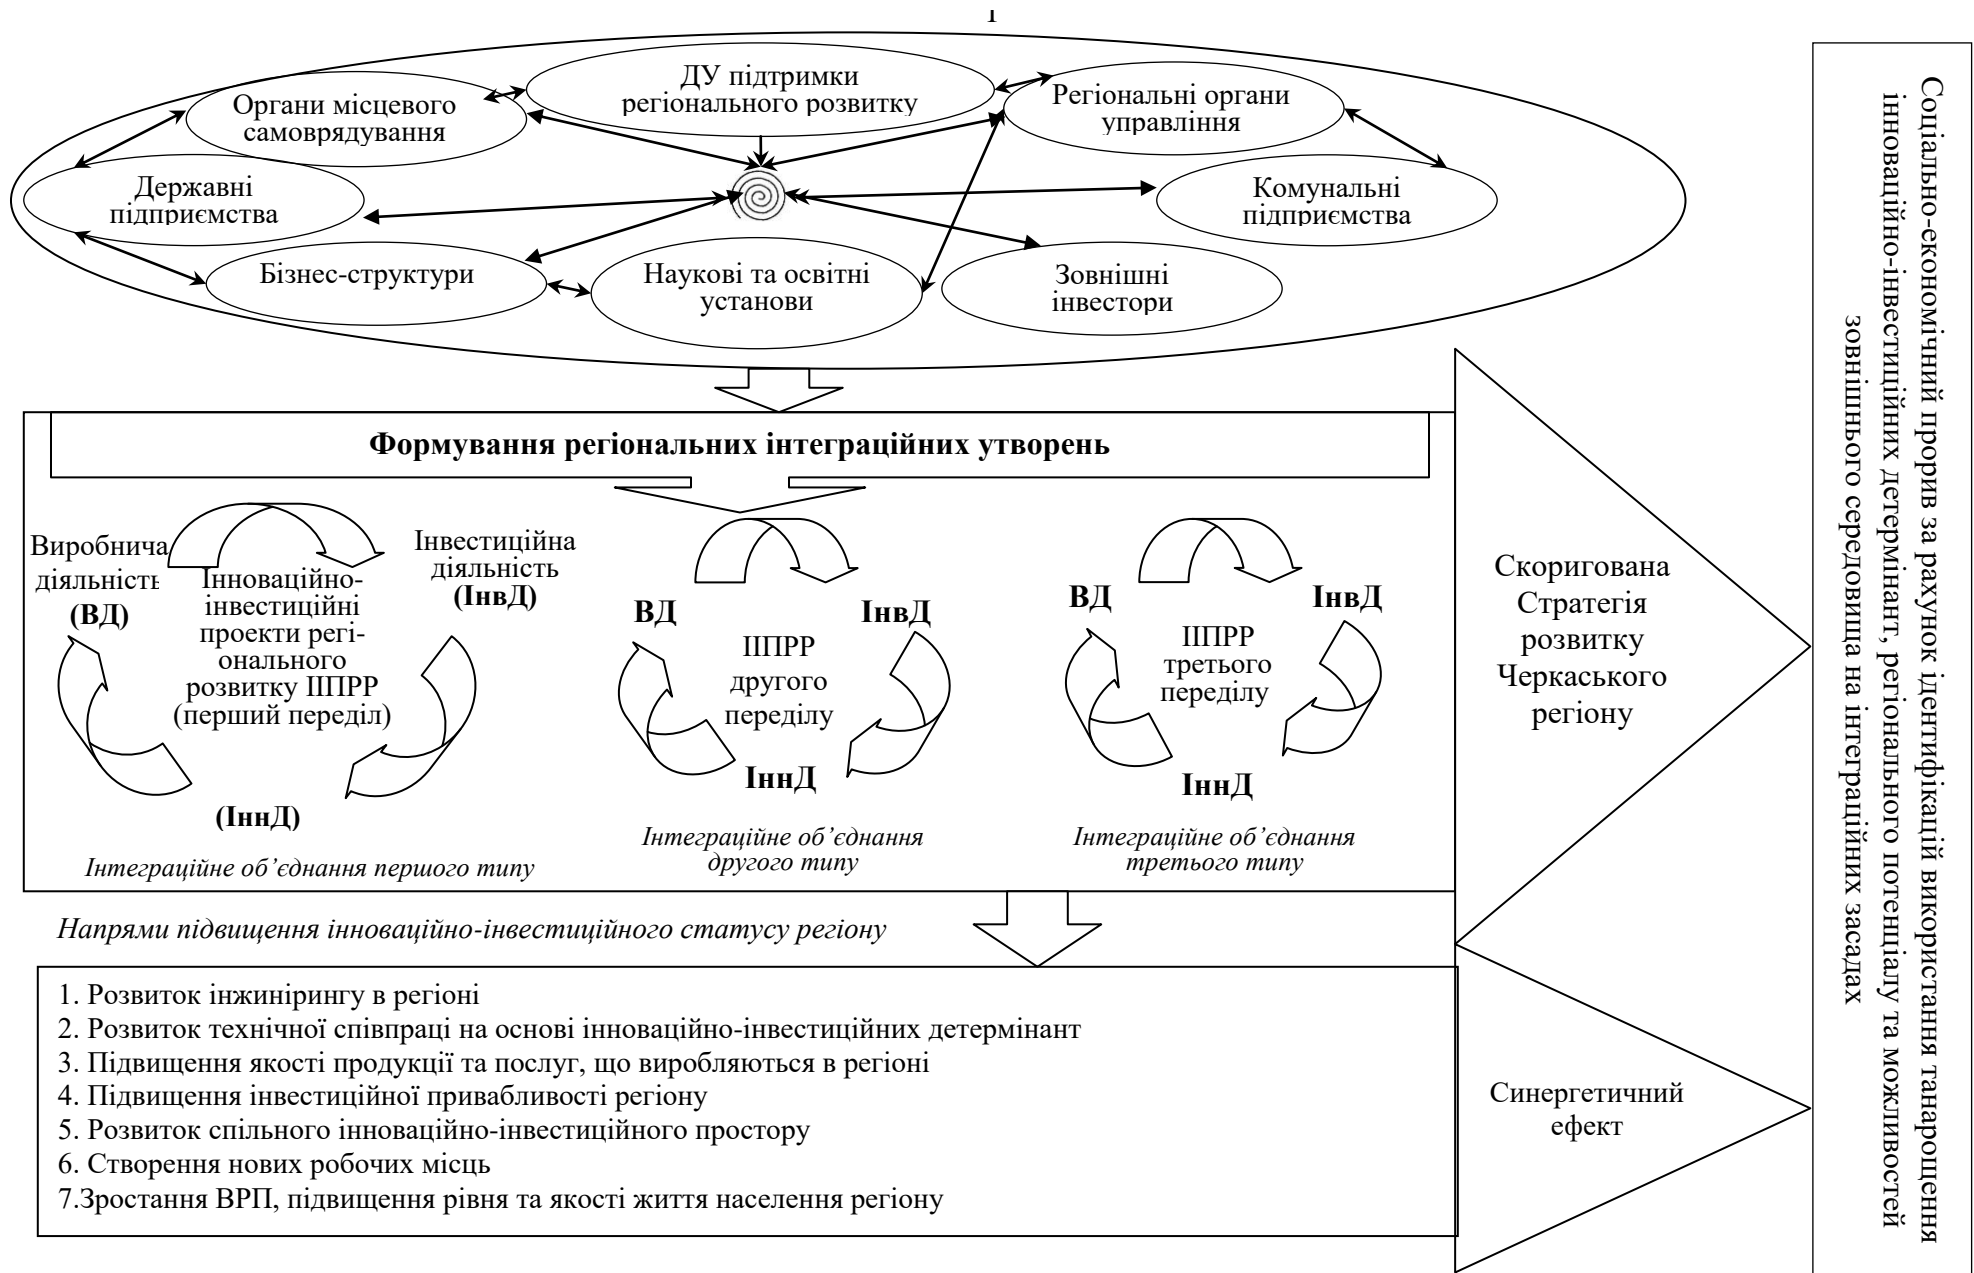 ДУ підтримки
регіонального розвитку
Органи місцевого
самоврядування
Регіональні органи
управління
Державні
підприємства
Комунальні
підприємства
Бізнес-структури
Наукові та освітні
установи
Зовнішні
інвестори
Формування регіональних інтеграційних утворень
Виробнича
діяльність
(ВД)
Інноваційно-
інвестиційні
проекти регі-
онального
розвитку ІІПРР
(перший переділ)
Інвестиційна
діяльність
(ІнвД)
(ІннД)
Інтеграційне об’єднання першого типу
ВД
ІнвД
ІІПРР
другого
переділу
ІннД
Інтеграційне об’єднання
другого типу
ВД
ІнвД
ІІПРР
третього
переділу
ІннД
Інтеграційне об’єднання
третього типу
Скоригована
Стратегія
розвитку
Черкаського
регіону
Напрями підвищення інноваційно-інвестиційного статусу регіону
1. Розвиток інжинірингу в регіоні
2. Розвиток технічної співпраці на основі інноваційно-інвестиційних детермінант
3. Підвищення якості продукції та послуг, що виробляються в регіоні
4. Підвищення інвестиційної привабливості регіону
5. Розвиток спільного інноваційно-інвестиційного простору
6. Створення нових робочих місць
7.Зростання ВРП, підвищення рівня та якості життя населення регіону
Синергетичний
ефект
Соціально-економічний прорив за рахунок ідентифікацій використання танарощення
інноваційно-інвестиційних детермінант, регіонального потенціалу та можливостей
зовнішнього середовища на інтеграційних засадах